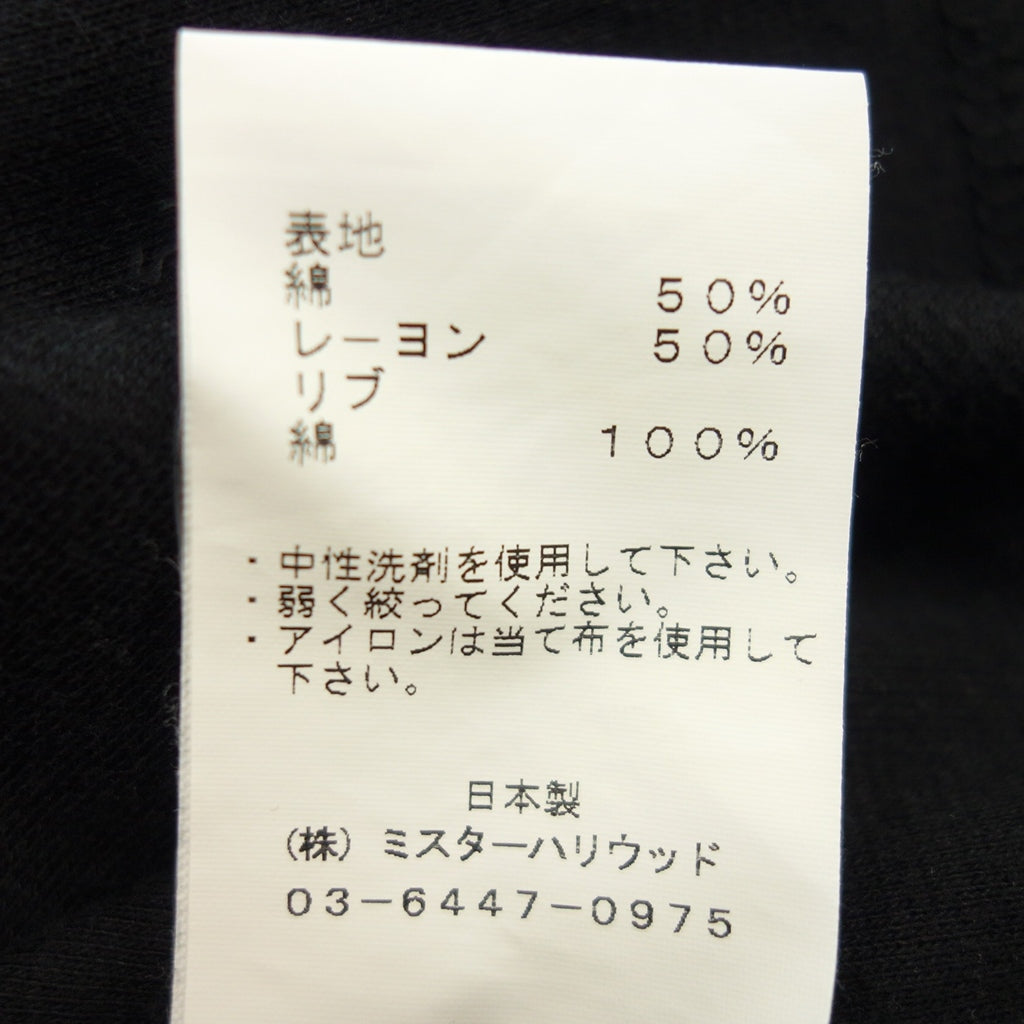 表地
綿 50%
レーヨン 50%
リブ
綿 100%
・中性洗剤を使用して下さい。
・弱く絞ってください。
・アイロンは当て布を使用して
下さい。
日本製
(株) ミスターハリウッド
03-6447-0975